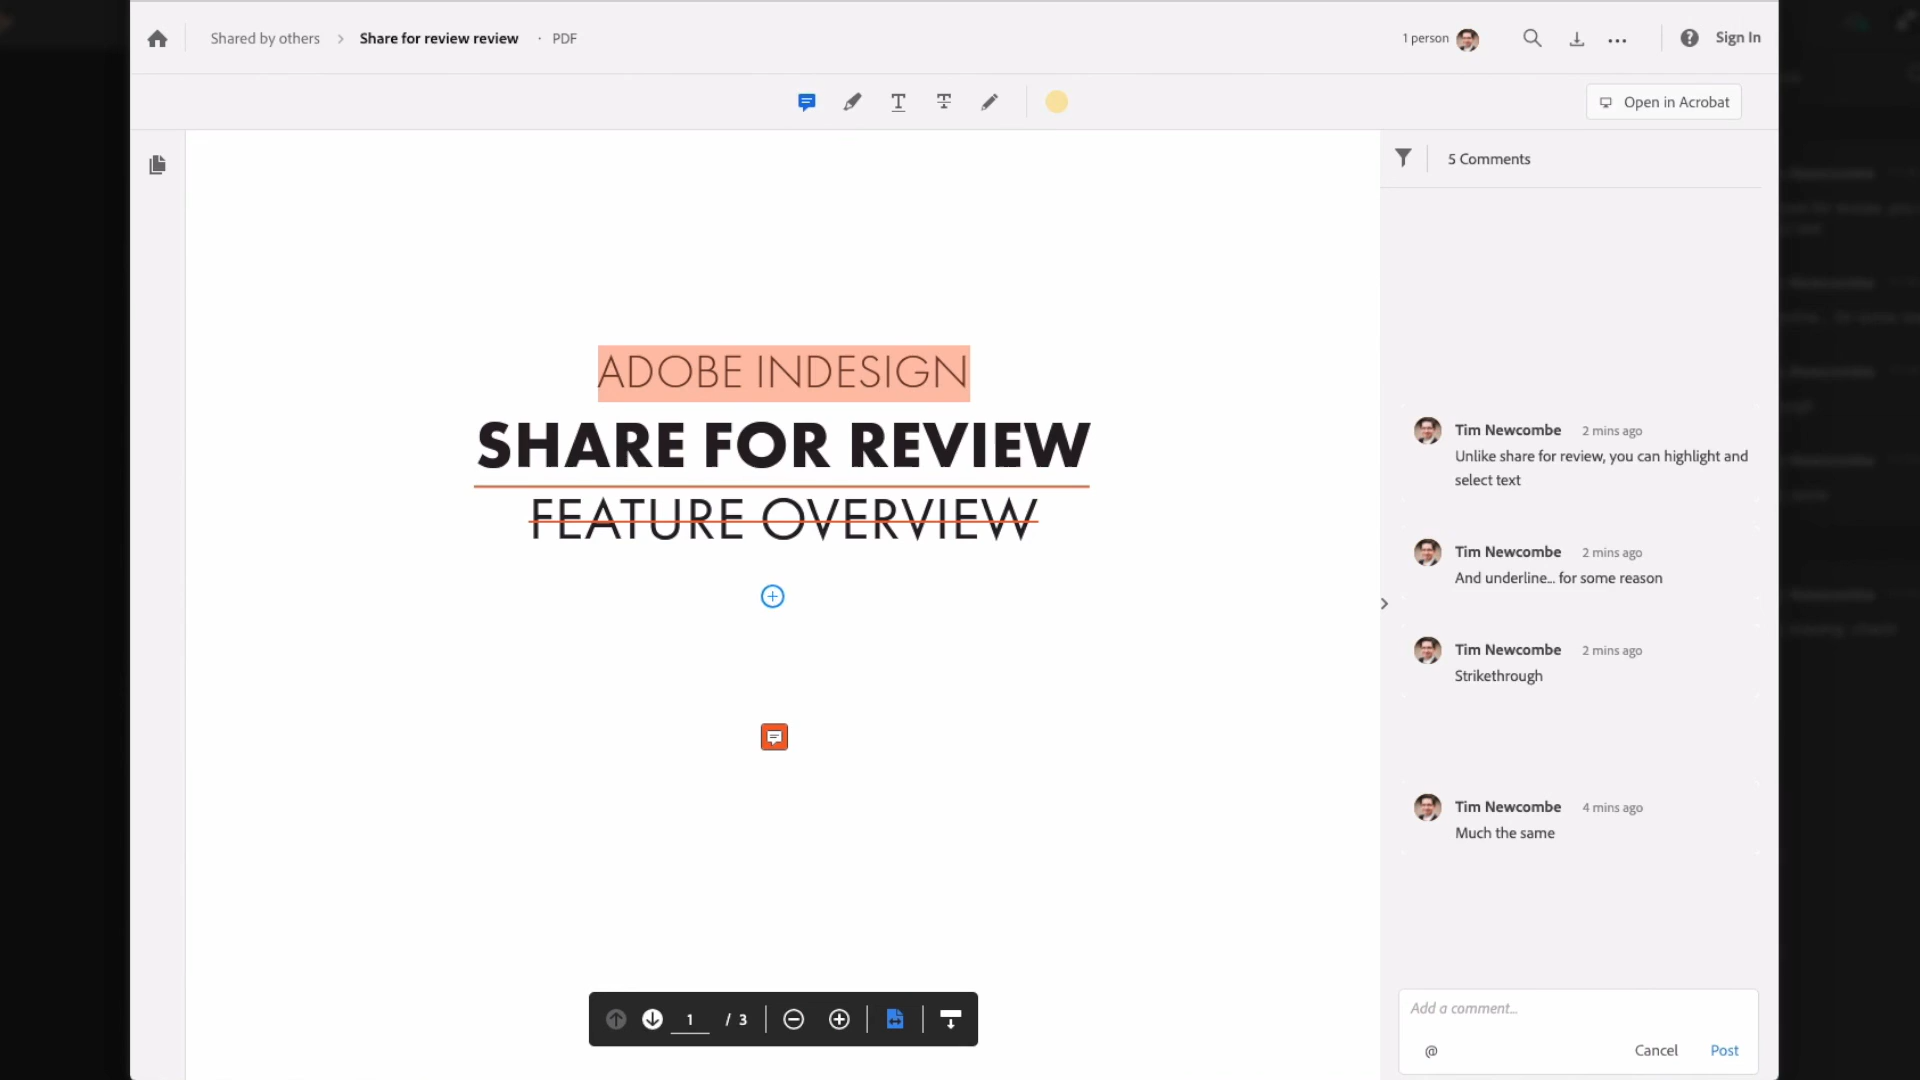 Shared by others > Share for review review · PDF
1 person
Sign In
Open in Acrobat
5 Comments
ADOBE INDESIGN
SHARE FOR REVIEW
FEATURE OVERVIEW
Tim Newcombe 2 mins ago
Unlike share for review, you can highlight and
select text
Tim Newcombe 2 mins ago
And underline... for some reason
Tim Newcombe 2 mins ago
Strikethrough
Tim Newcombe 4 mins ago
Much the same
1 / 3
Add a comment...
@ Cancel Post